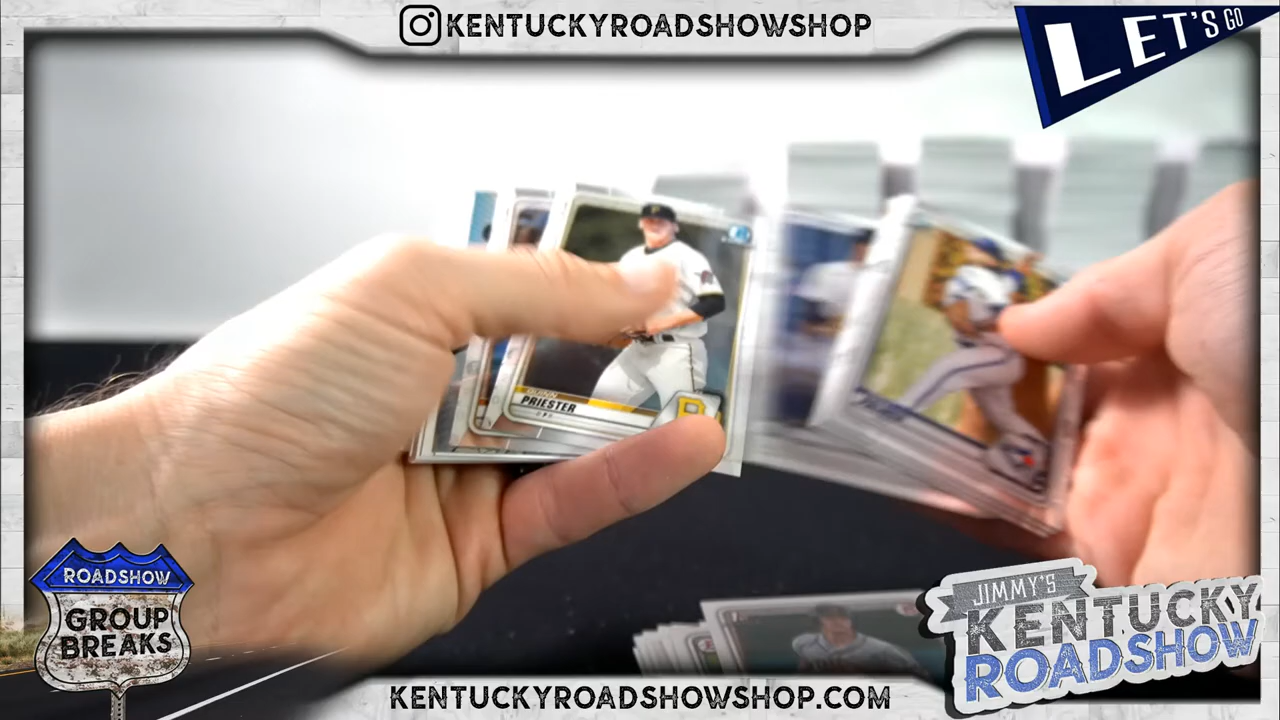 KENTUCKYROADSHOWSHOP
LET'S GO
PRIESTER
P
ROADSHOW
GROUP
BREAKS
JIMMY'S
KENTUCKY
ROADSHOW
KENTUCKYROADSHOWSHOP.COM